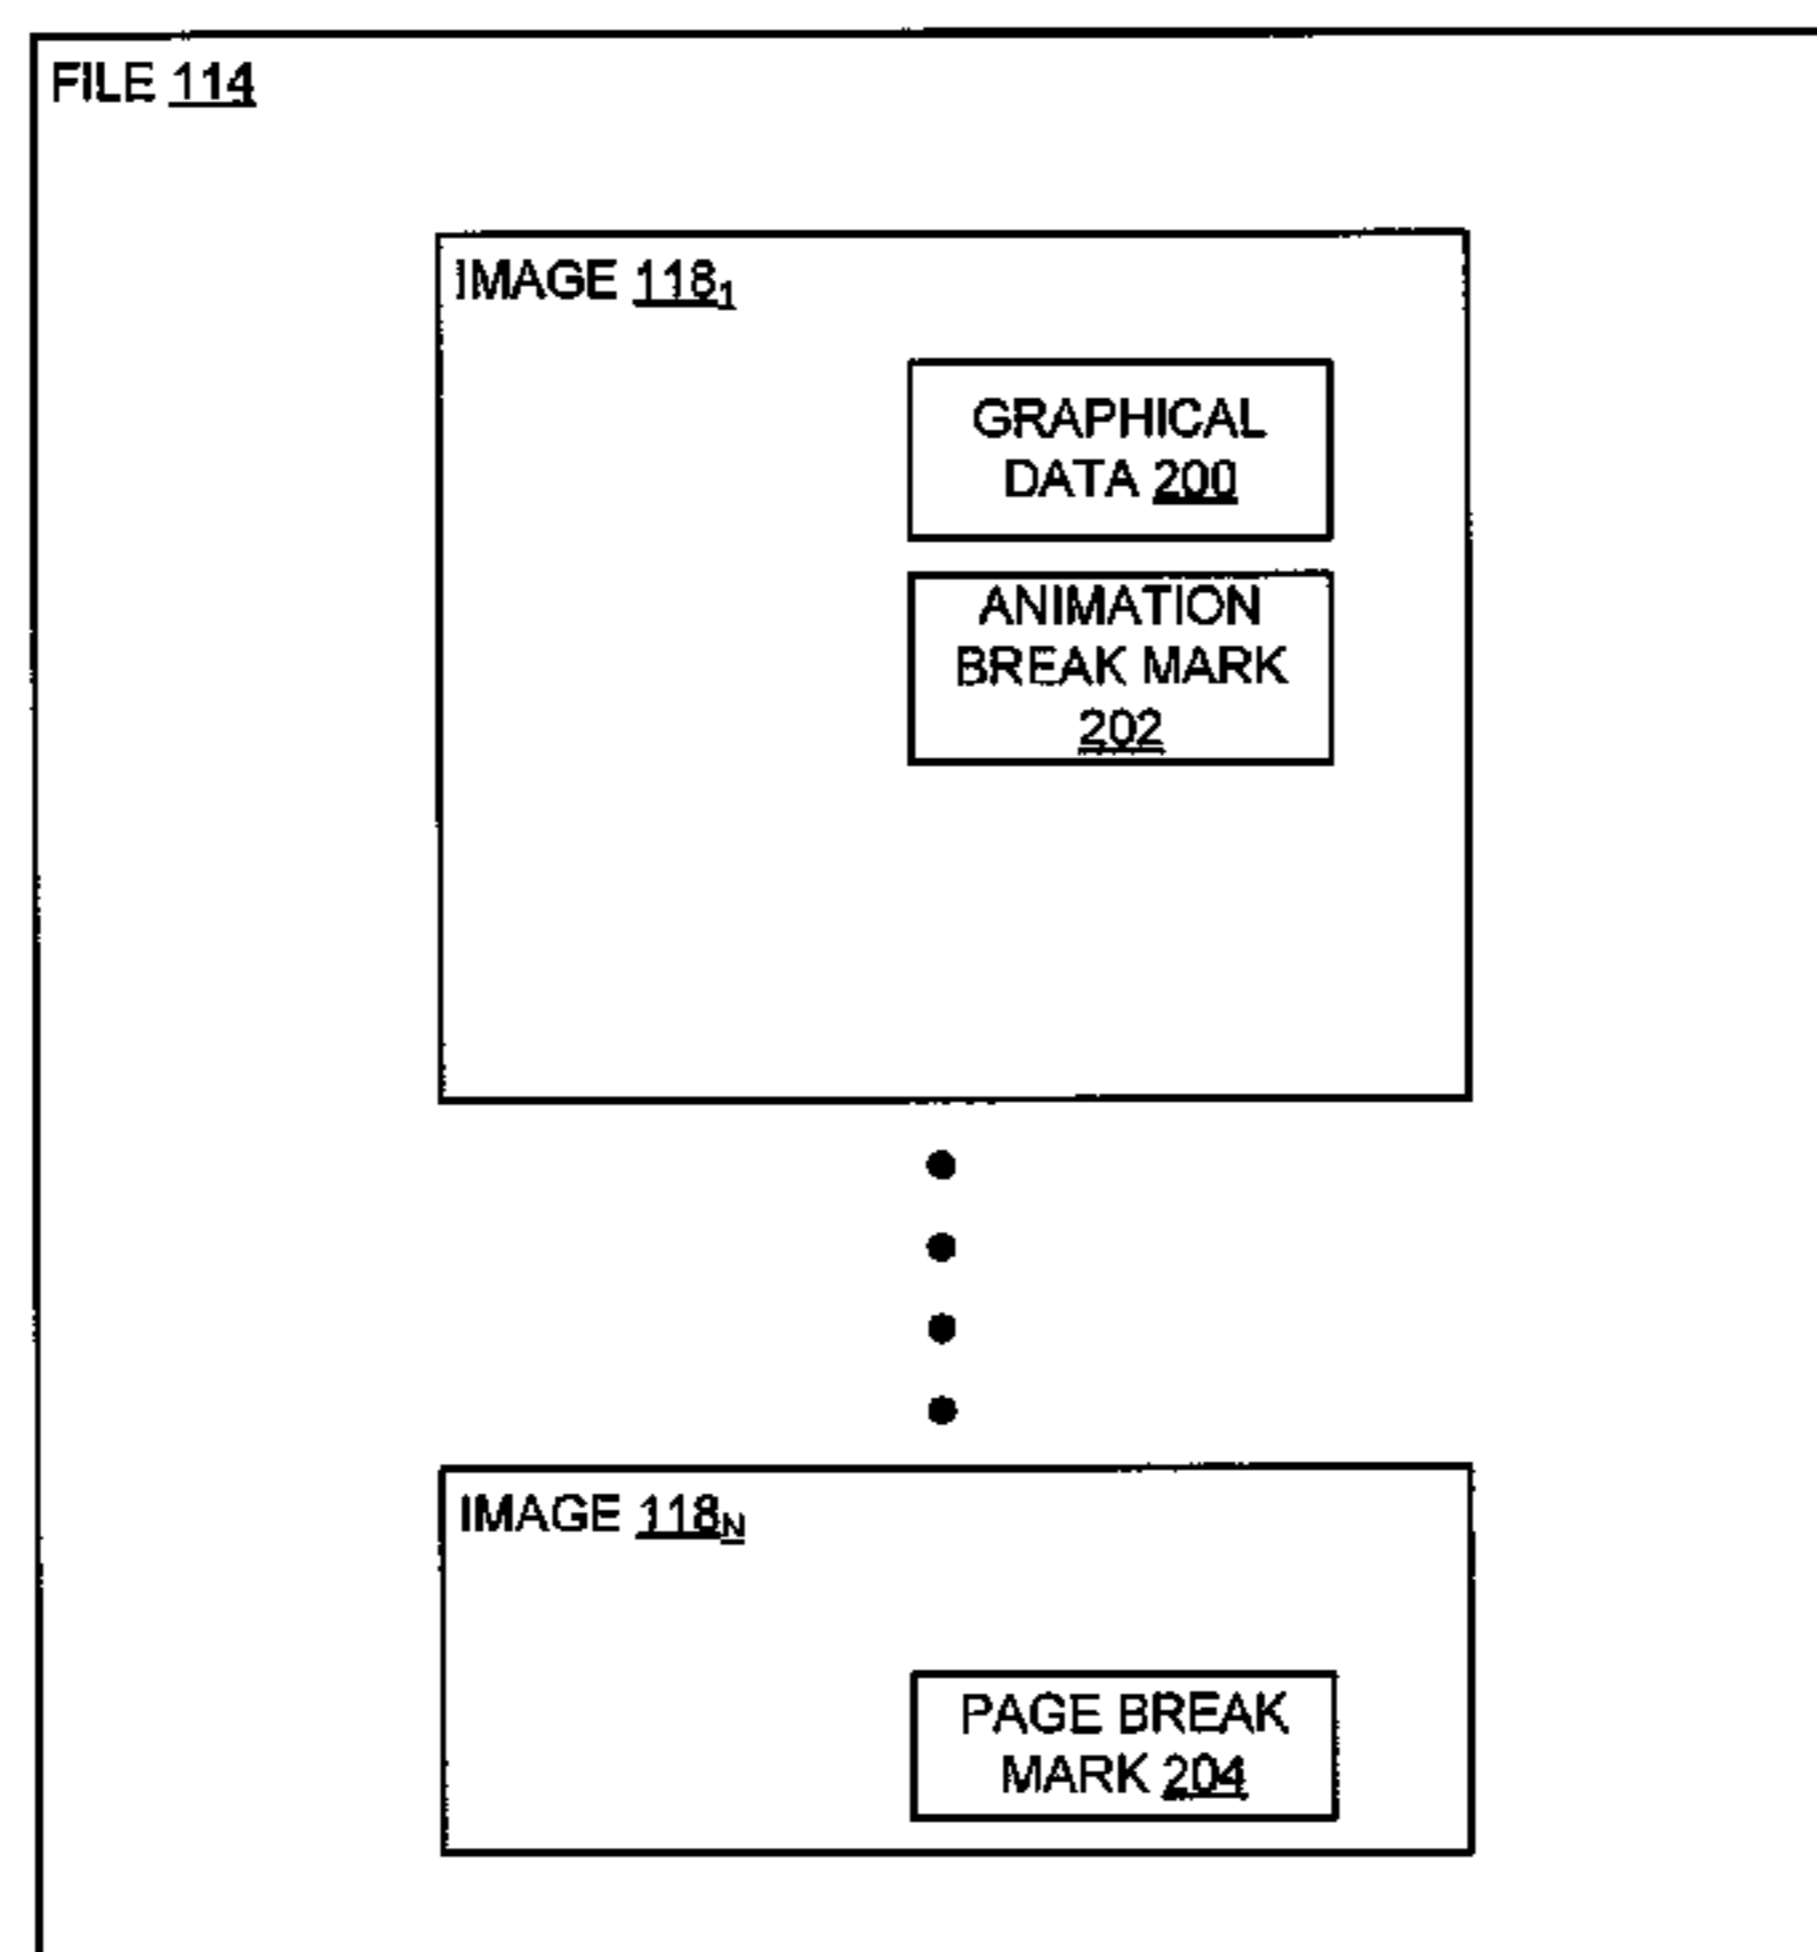 FILE 114
IMAGE 118₁
GRAPHICAL
DATA 200
ANIMATION
BREAK MARK
202
IMAGE 118N
PAGE BREAK
MARK 204